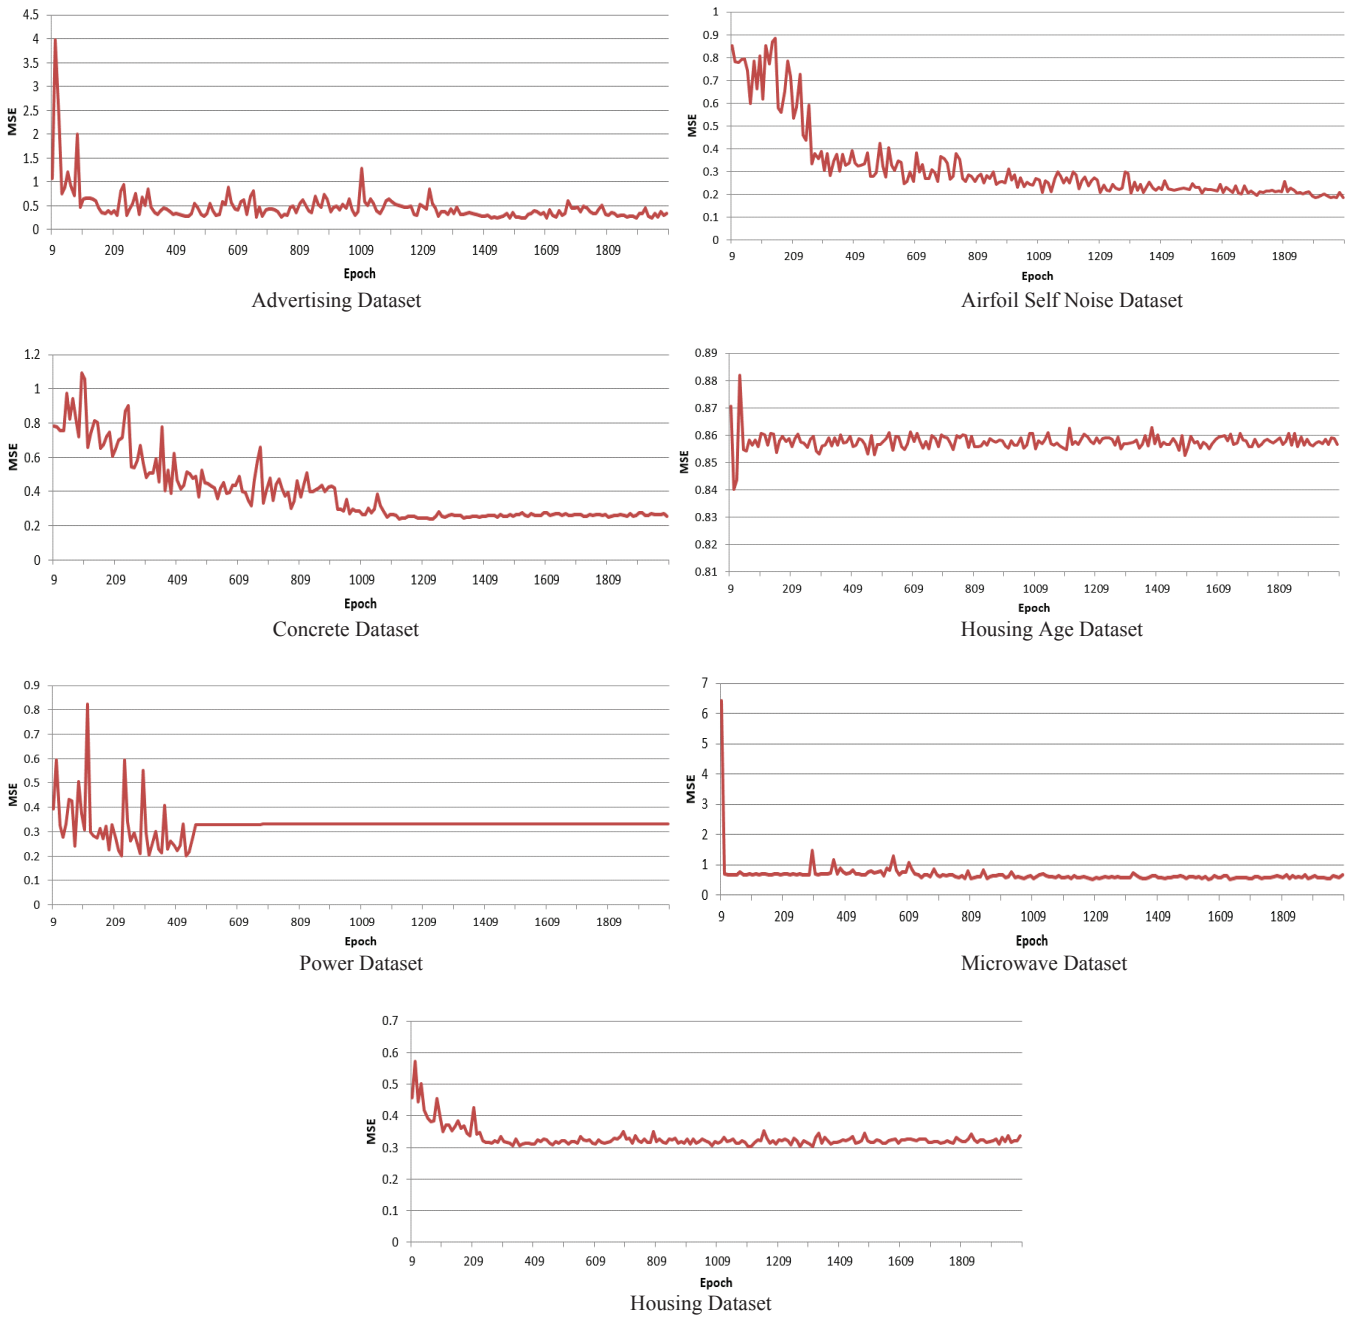 4.5
4
3.5
3
2.5
2
1.5
1
0.5
0
MSE
9 209 409 609 809 1009 1209 1409 1609 1809
Epoch
Advertising Dataset
1
0.9
0.8
0.7
0.6
0.5
0.4
0.3
0.2
0.1
0
MSE
9 209 409 609 809 1009 1209 1409 1609 1809
Epoch
Airfoil Self Noise Dataset
1.2
1
0.8
0.6
0.4
0.2
0
MSE
9 209 409 609 809 1009 1209 1409 1609 1809
Epoch
Concrete Dataset
0.89
0.88
0.87
0.86
0.85
0.84
0.83
0.82
0.81
MSE
9 209 409 609 809 1009 1209 1409 1609 1809
Epoch
Housing Age Dataset
0.9
0.8
0.7
0.6
0.5
0.4
0.3
0.2
0.1
0
MSE
9 209 409 609 809 1009 1209 1409 1609 1809
Epoch
Power Dataset
7
6
5
4
3
2
1
0
MSE
9 209 409 609 809 1009 1209 1409 1609 1809
Epoch
Microwave Dataset
0.7
0.6
0.5
0.4
0.3
0.2
0.1
0
MSE
9 209 409 609 809 1009 1209 1409 1609 1809
Epoch
Housing Dataset